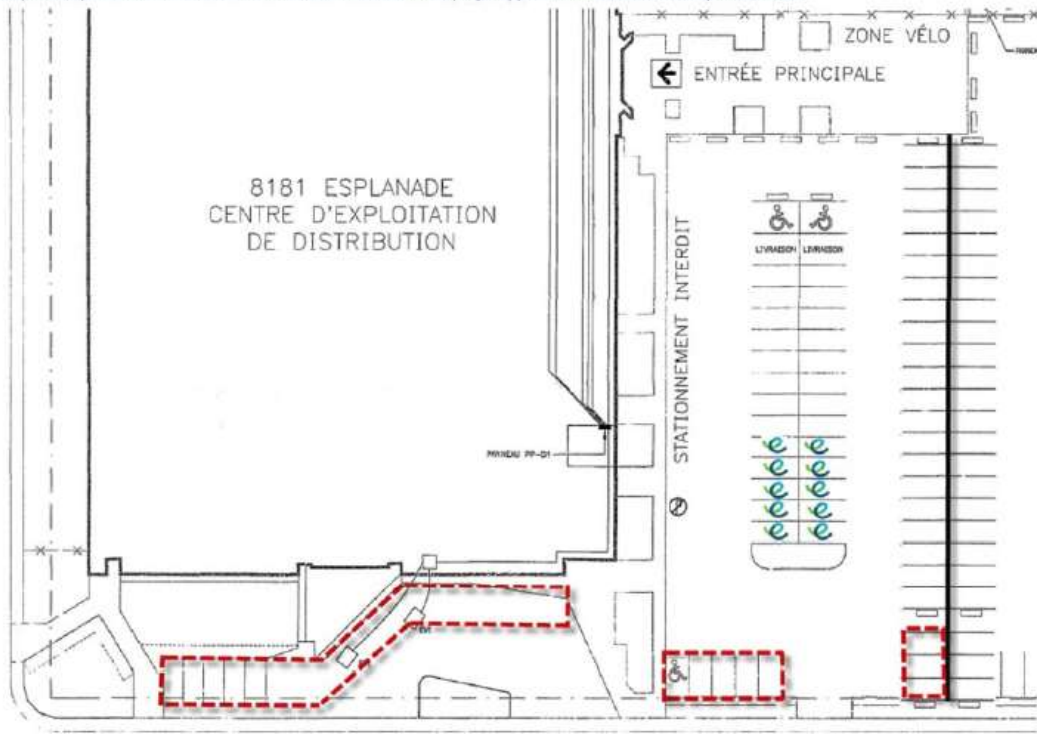 ZONE VÉLO
ENTRÉE PRINCIPALE
8181 ESPLANADE
CENTRE D'EXPLOITATION
DE DISTRIBUTION
STATIONNEMENT INTERDIT
LIVRAISON LIVRAISON
PANNEAU PP-01